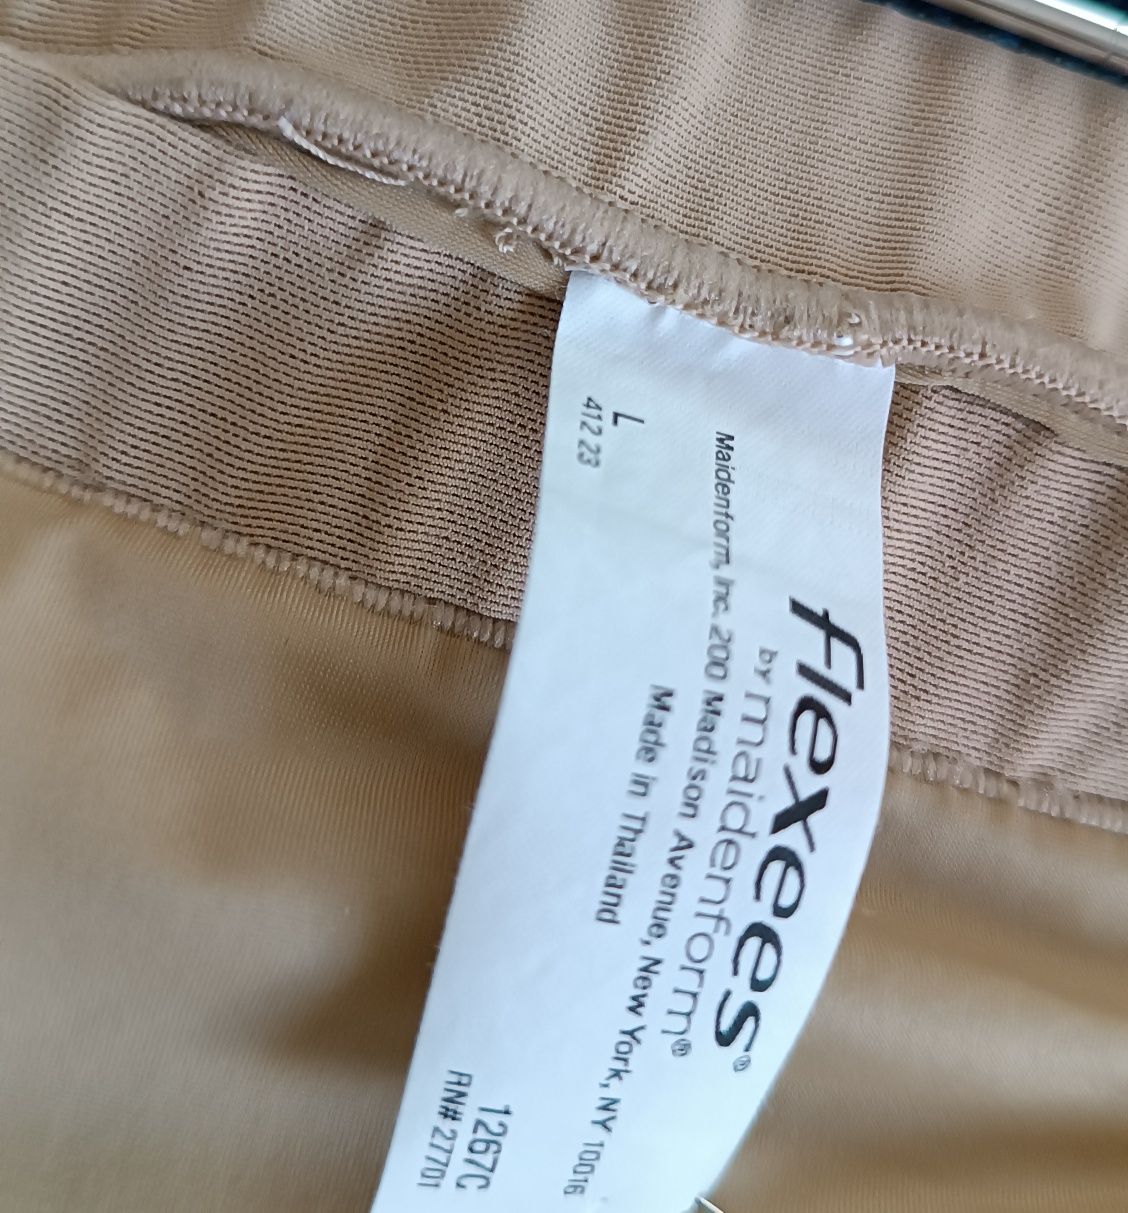 flexees®
by maidenform®
Maidenform, Inc. 200 Madison Avenue, New York, NY 10016
Made in Thailand
L
412 23
1267C
RN# 27701